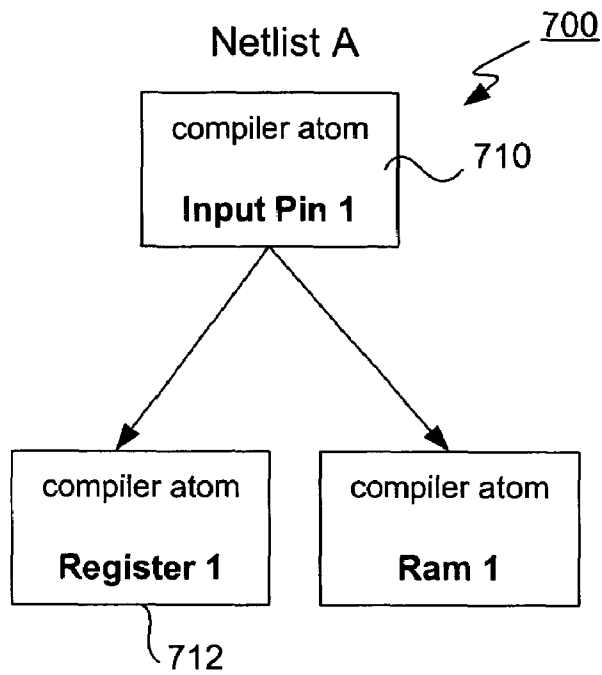 700
Netlist A
compiler atom
710
Input Pin 1
compiler atom
Register 1
compiler atom
Ram 1
712